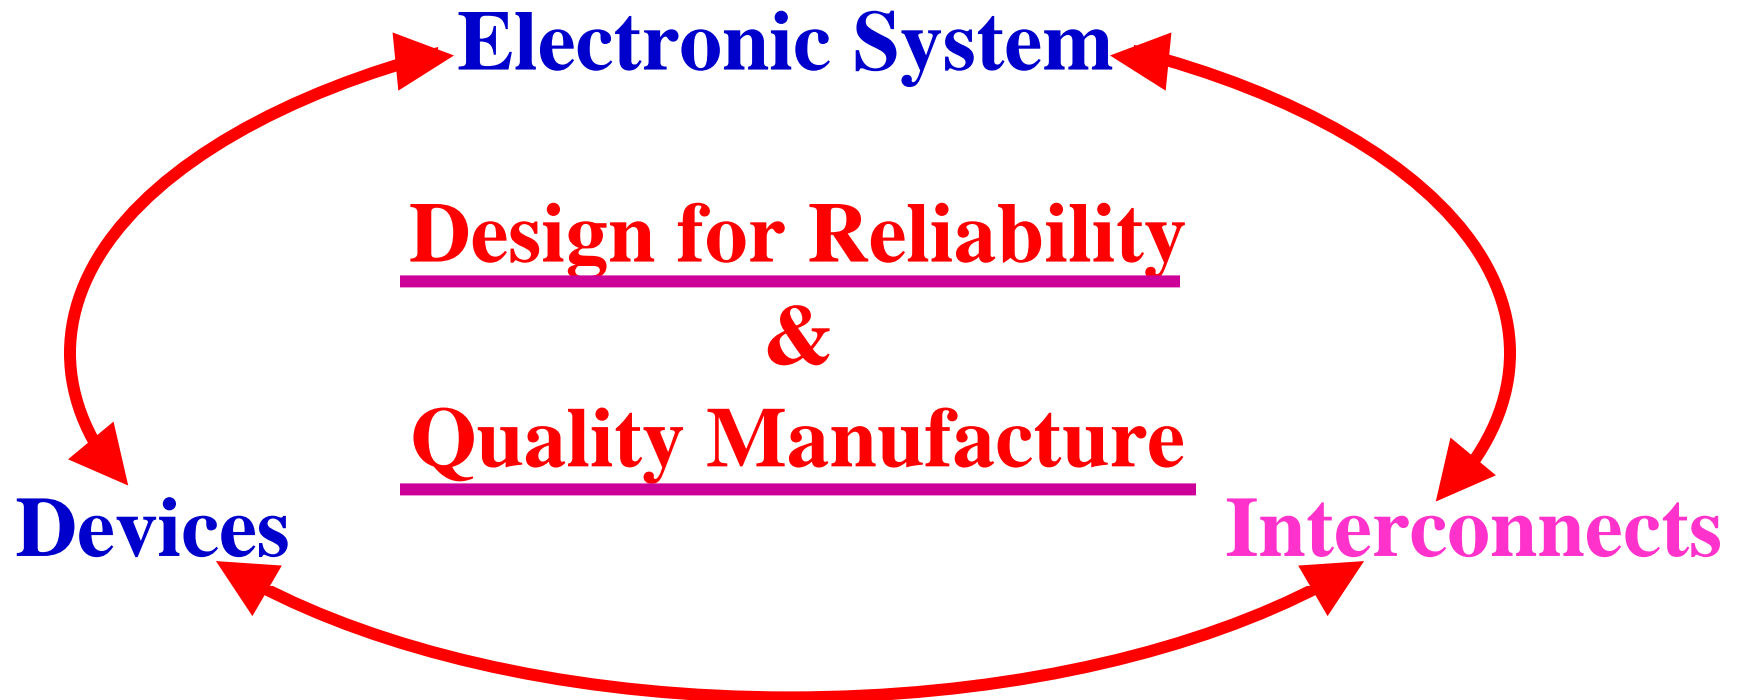 Electronic System
Design for Reliability
&
Quality Manufacture
Devices
Interconnects